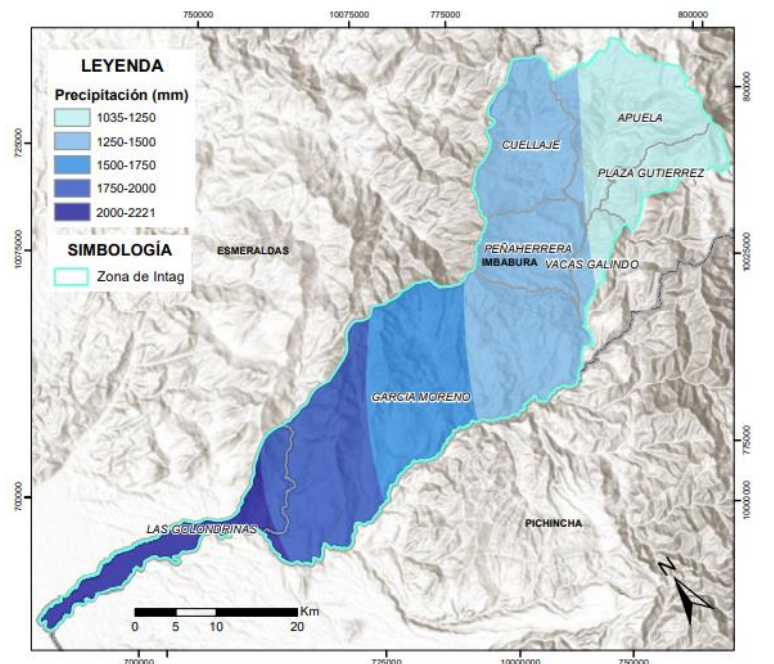 750000 10075000 775000 800000
LEYENDA
Precipitación (mm)
1035-1250
1250-1500
1500-1750
1750-2000
2000-2221
SIMBOLOGÍA
Zona de Intag
800000
725000
APUELA
CUELLAJE
PLAZA GUTIERREZ
10075000
ESMERALDAS
PEÑAHERRERA
IMBABURA
VACAS GALINDO
10025000
GARCIA MORENO
775000
700000
10000000
LAS GOLONDRINAS
PICHINCHA
N
Km
0 5 10 20
700000 725000 10000000 750000